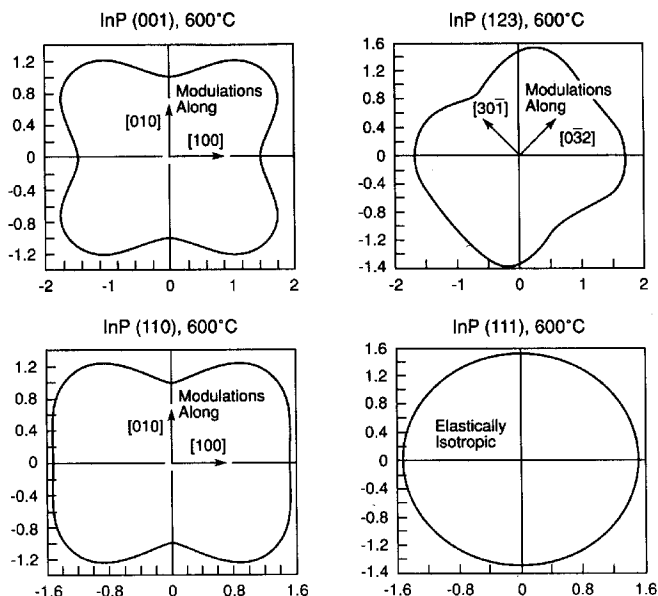 InP (001), 600°C
1.2
0.8
0.4
0
-0.4
-0.8
-1.2
Modulations
Along
[010]
[100]
-2 -1 0 1 2
InP (123), 600°C
1.6
1.2
0.8
0.4
0
-0.4
-0.8
-1.2
-1.4
Modulations
Along
[301̅]
[03̅2]
-2 -1 0 1 2
InP (110), 600°C
1.2
0.8
0.4
0
-0.4
-0.8
-1.2
Modulations
Along
[010]
[100]
-1.6 -0.8 0 0.8 1.6
InP (111), 600°C
1.6
1.2
0.8
0.4
0
-0.4
-0.8
-1.2
-1.4
Elastically
Isotropic
-1.6 -0.8 0 0.8 1.6